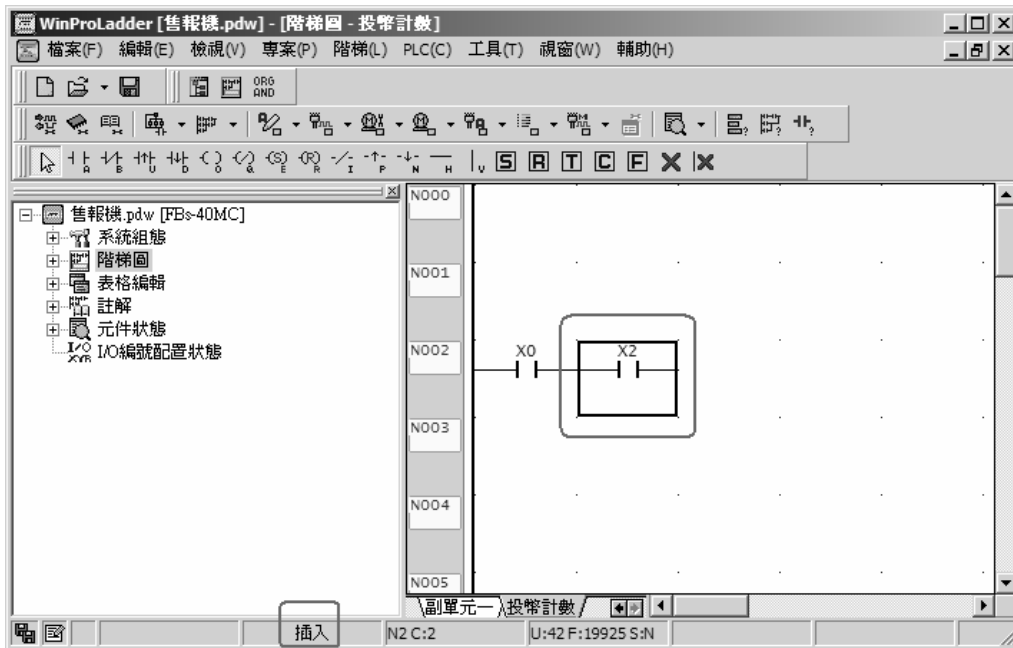 WinProLadder [售報機.pdw] - [階梯圖 - 投幣計數]
檔案(F) 編輯(E) 檢視(V) 專案(P) 階梯(L) PLC(C) 工具(T) 視窗(W) 輔助(H)
ORG
AND
A B U D O Q E R I P N H V S R T C F
售報機.pdw [FBs-40MC]
系統組態
階梯圖
表格編輯
註解
元件狀態
I/O編號配置狀態
N000
N001
N002
X0 X2
N003
N004
N005
副單元一 投幣計數
插入 N2 C:2 U:42 F:19925 S:N